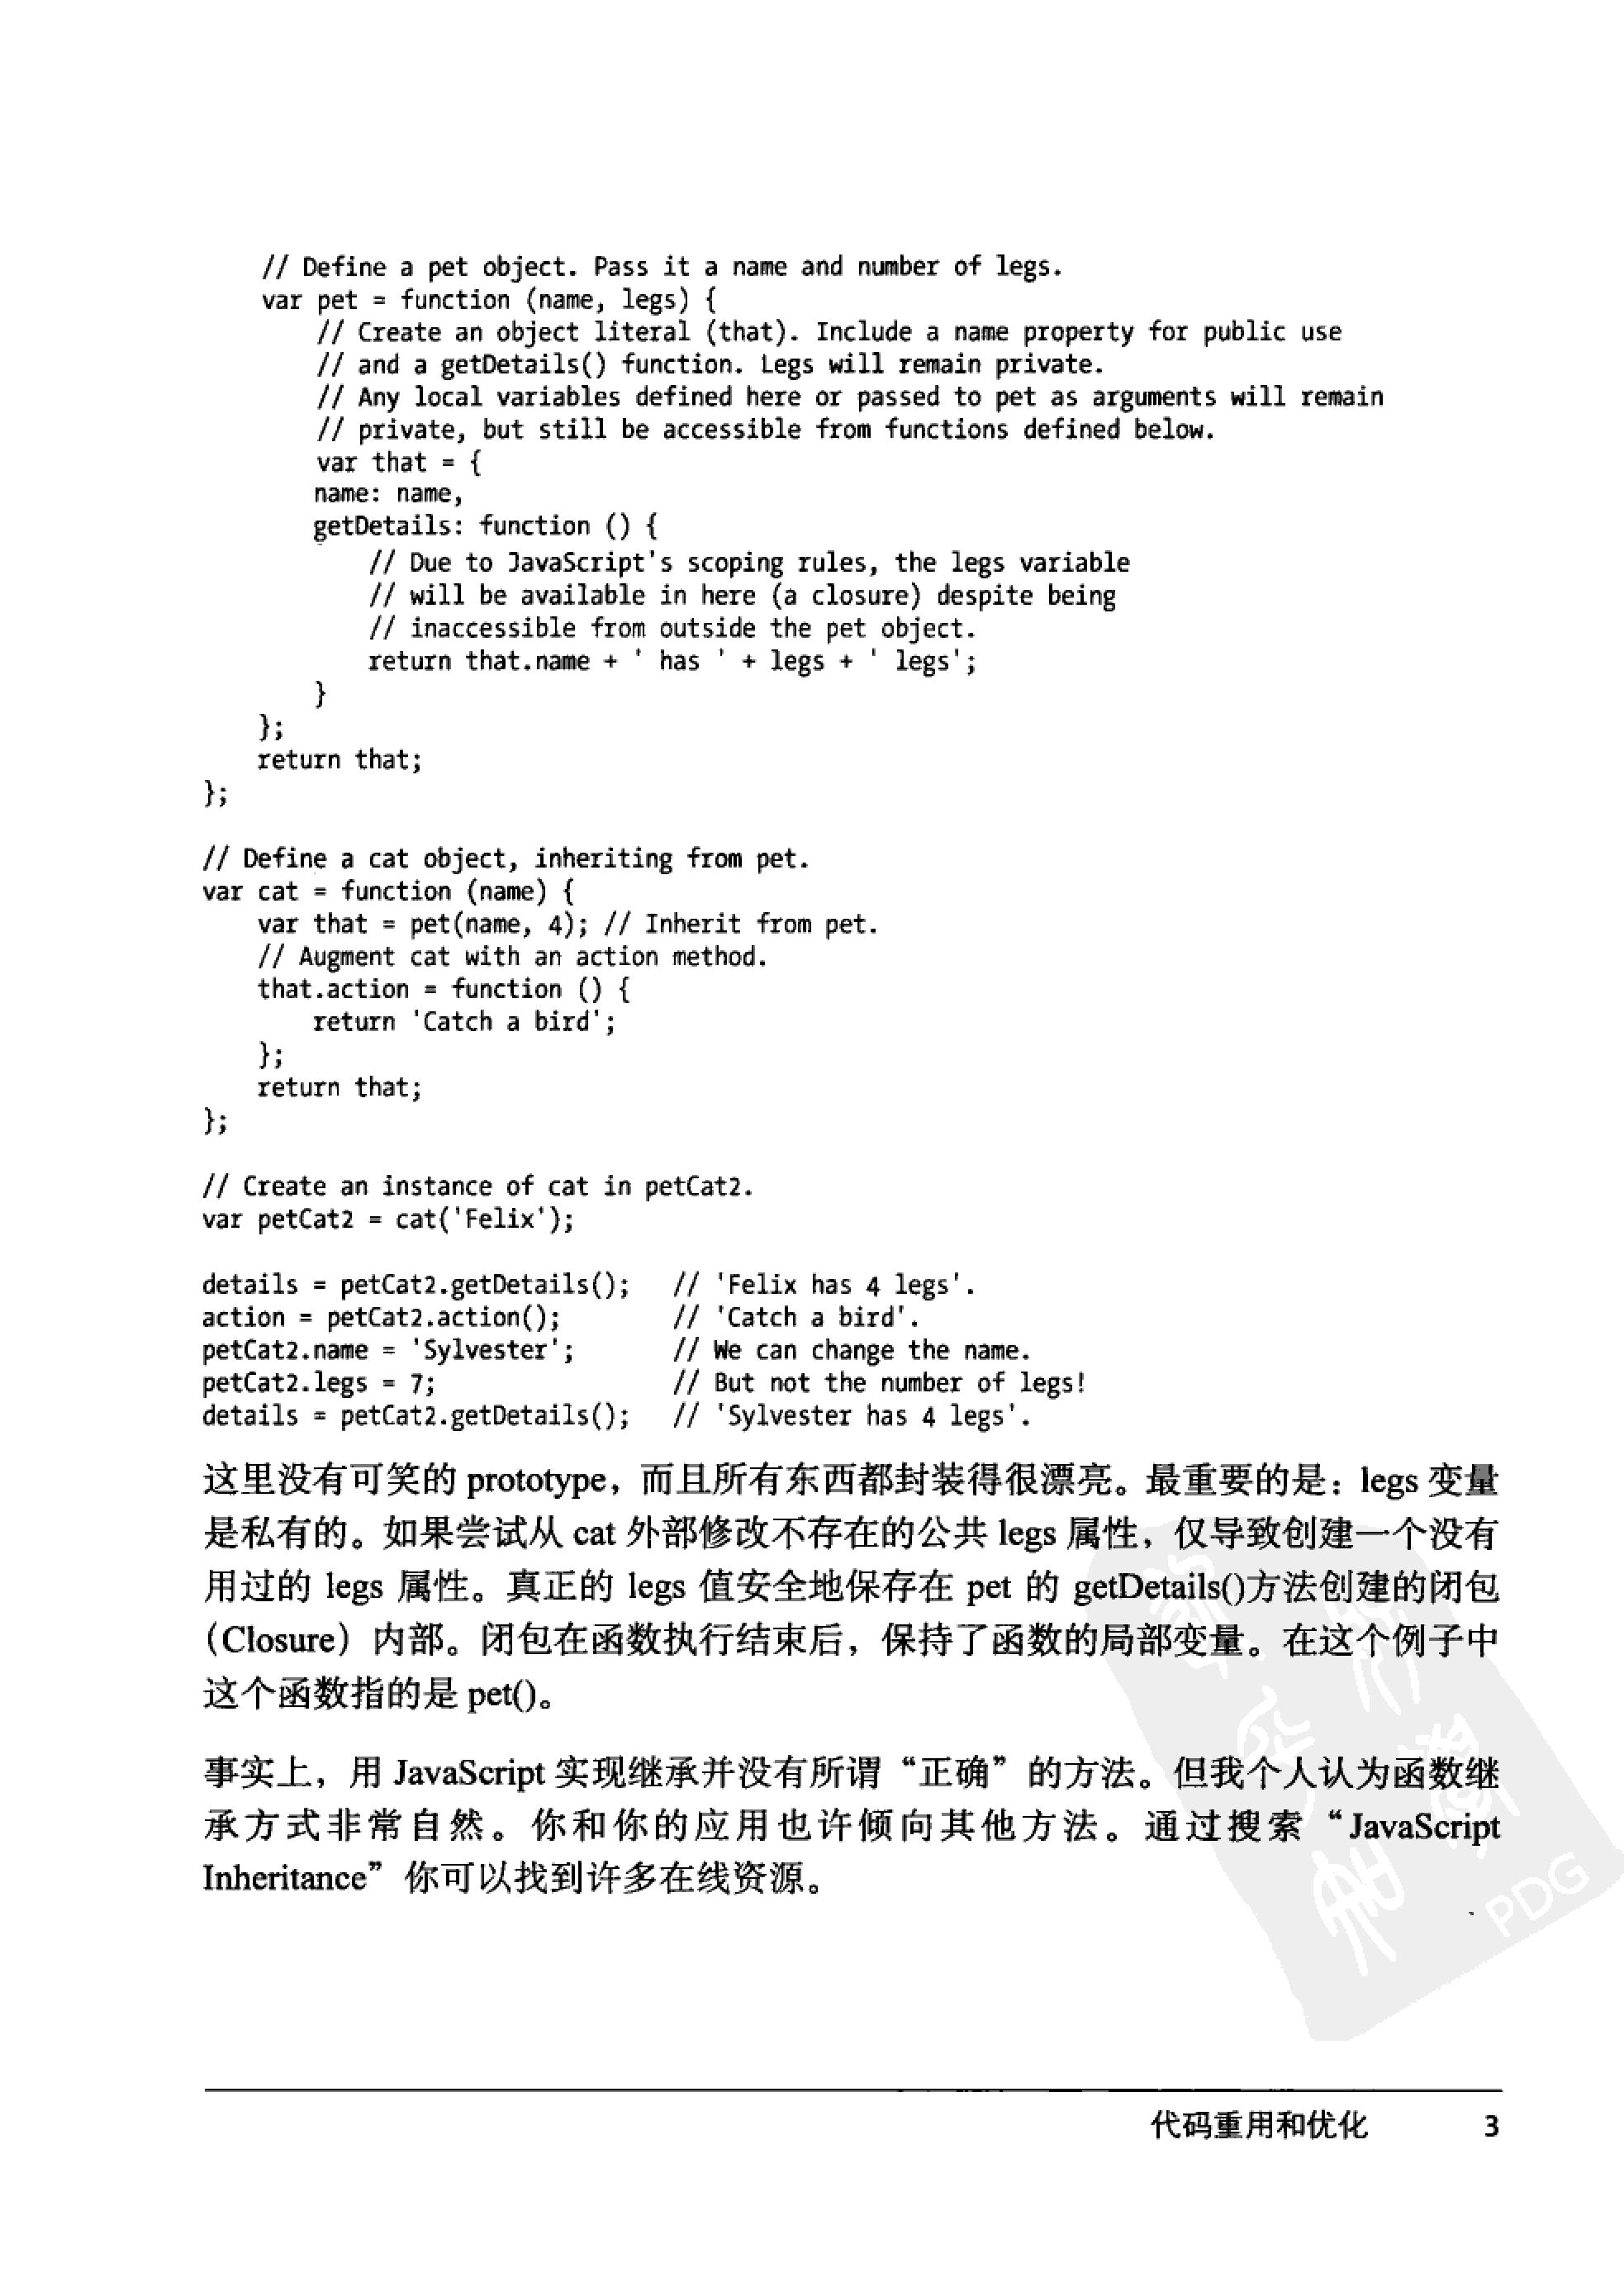 // Define a pet object. Pass it a name and number of legs.
var pet = function (name, legs) {
// Create an object literal (that). Include a name property for public use
// and a getDetails() function. Legs will remain private.
// Any local variables defined here or passed to pet as arguments will remain
// private, but still be accessible from functions defined below.
var that = {
name: name,
getDetails: function () {
// Due to JavaScript's scoping rules, the legs variable
// will be available in here (a closure) despite being
// inaccessible from outside the pet object.
return that.name + ' has ' + legs + ' legs';
}
};
return that;
};
// Define a cat object, inheriting from pet.
var cat = function (name) {
var that = pet(name, 4); // Inherit from pet.
// Augment cat with an action method.
that.action = function () {
return 'Catch a bird';
};
return that;
};
// Create an instance of cat in petCat2.
var petCat2 = cat('Felix');
details = petCat2.getDetails(); // 'Felix has 4 legs'.
action = petCat2.action(); // 'Catch a bird'.
petCat2.name = 'Sylvester'; // We can change the name.
petCat2.legs = 7; // But not the number of legs!
details = petCat2.getDetails(); // 'Sylvester has 4 legs'.
这里没有可笑的 prototype，而且所有东西都封装得很漂亮。最重要的是：legs 变量
是私有的。如果尝试从 cat 外部修改不存在的公共 legs 属性，仅导致创建一个没有
用过的 legs 属性。真正的 legs 值安全地保存在 pet 的 getDetails()方法创建的闭包
（Closure）内部。闭包在函数执行结束后，保持了函数的局部变量。在这个例子中
这个函数指的是 pet()。
事实上，用 JavaScript 实现继承并没有所谓“正确”的方法。但我个人认为函数继
承方式非常自然。你和你的应用也许倾向其他方法。通过搜索“JavaScript
Inheritance”你可以找到许多在线资源。
PDG
代码重用和优化 3